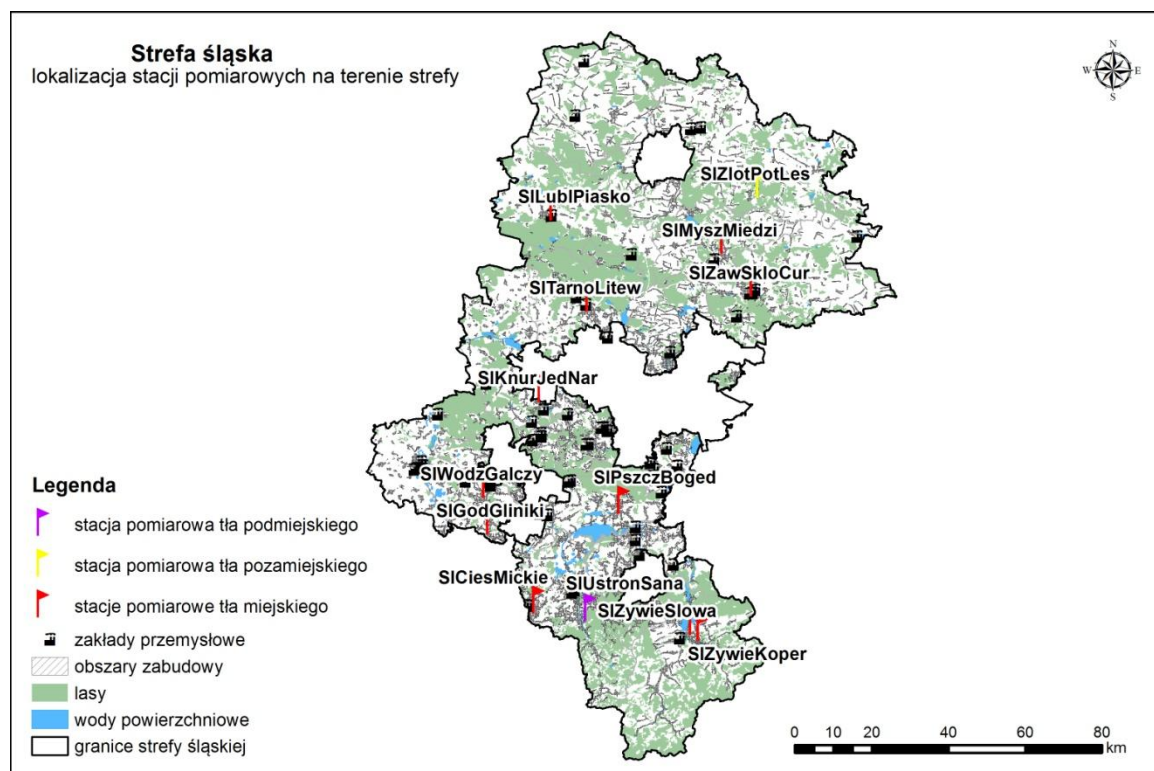 Strefa śląska
lokalizacja stacji pomiarowych na terenie strefy
N
W E
S
SlZlotPotLes
SlLublPiasko
SlMyszMiedzi
SlZawSkloCur
SlTarnoLitew
SlKnurJedNar
SlWodzGalczy
SlPszczBoged
SlGodGliniki
SlCiesMickie
SlUstronSana
SlZywieSlowa
SlZywieKoper
Legenda
stacja pomiarowa tła podmiejskiego
stacja pomiarowa tła pozamiejskiego
stacje pomiarowe tła miejskiego
zakłady przemysłowe
obszary zabudowy
lasy
wody powierzchniowe
granice strefy śląskiej
0 5 10 20 40 60 80
km